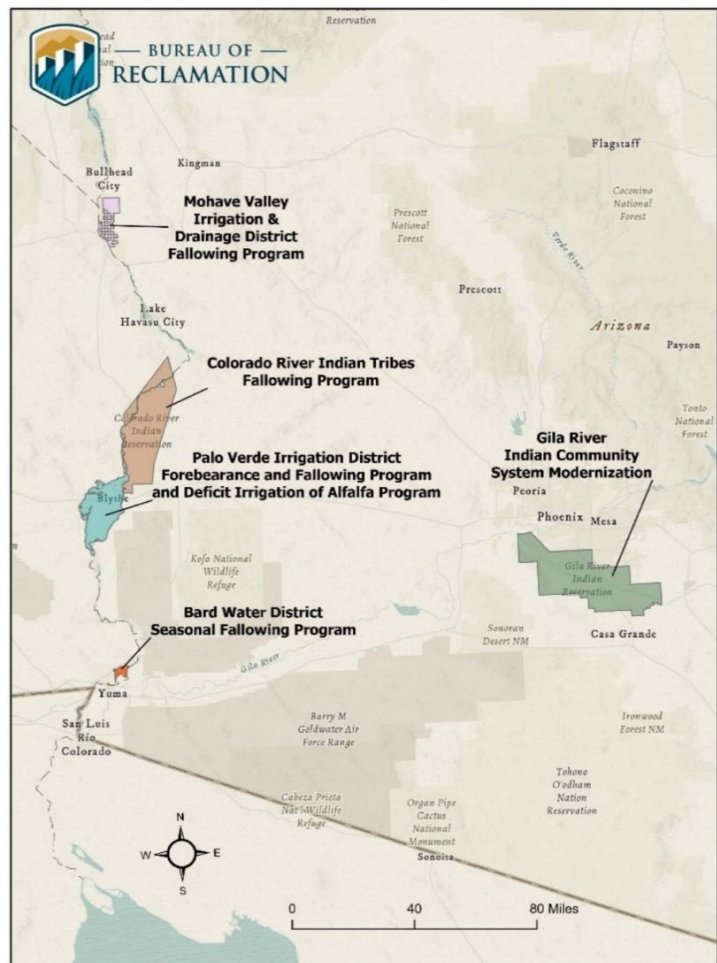 BUREAU OF
RECLAMATION
Reservation
Flagstaff
Kingman
Bullhead
City
Coconino
National
Forest
Mohave Valley
Irrigation &
Drainage District
Fallowing Program
Prescott
National
Forest
Verde River
Prescott
Lake
Havasu City
Arizona
Payson
Colorado River Indian Tribes
Fallowing Program
Tonto
National
Forest
Colorado River
Indian
Reservation
Gila River
Indian Community
System Modernization
Palo Verde Irrigation District
Forebearance and Fallowing Program
and Deficit Irrigation of Alfalfa Program
Blythe
Peoria
Phoenix
Mesa
Kofa National
Wildlife
Refuge
Gila River
Indian
Reservation
Bard Water District
Seasonal Fallowing Program
Sonoran
Desert NM
Casa Grande
Gila River
Yuma
San Luis
Río
Colorado
Barry M
Goldwater Air
Force Range
Ironwood
Forest NM
Tohono
O'odham
Nation
Reservation
Cabeza Prieta
Nat'l Wildlife
Refuge
Organ Pipe
Cactus
National
Monument
Sonoita
N
W
E
S
0
40
80 Miles